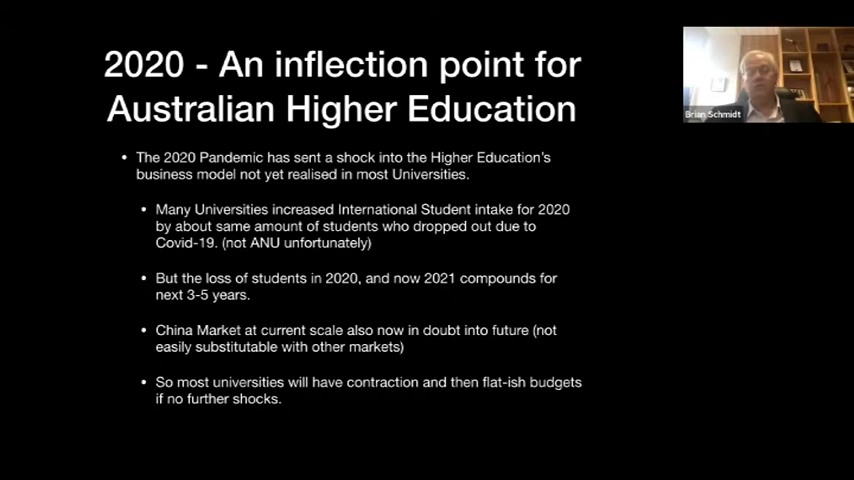 2020 - An inflection point for
Australian Higher Education
• The 2020 Pandemic has sent a shock into the Higher Education's
business model not yet realised in most Universities.
• Many Universities increased International Student intake for 2020
by about same amount of students who dropped out due to
Covid-19. (not ANU unfortunately)
• But the loss of students in 2020, and now 2021 compounds for
next 3-5 years.
• China Market at current scale also now in doubt into future (not
easily substitutable with other markets)
• So most universities will have contraction and then flat-ish budgets
if no further shocks.
Brian Schmidt